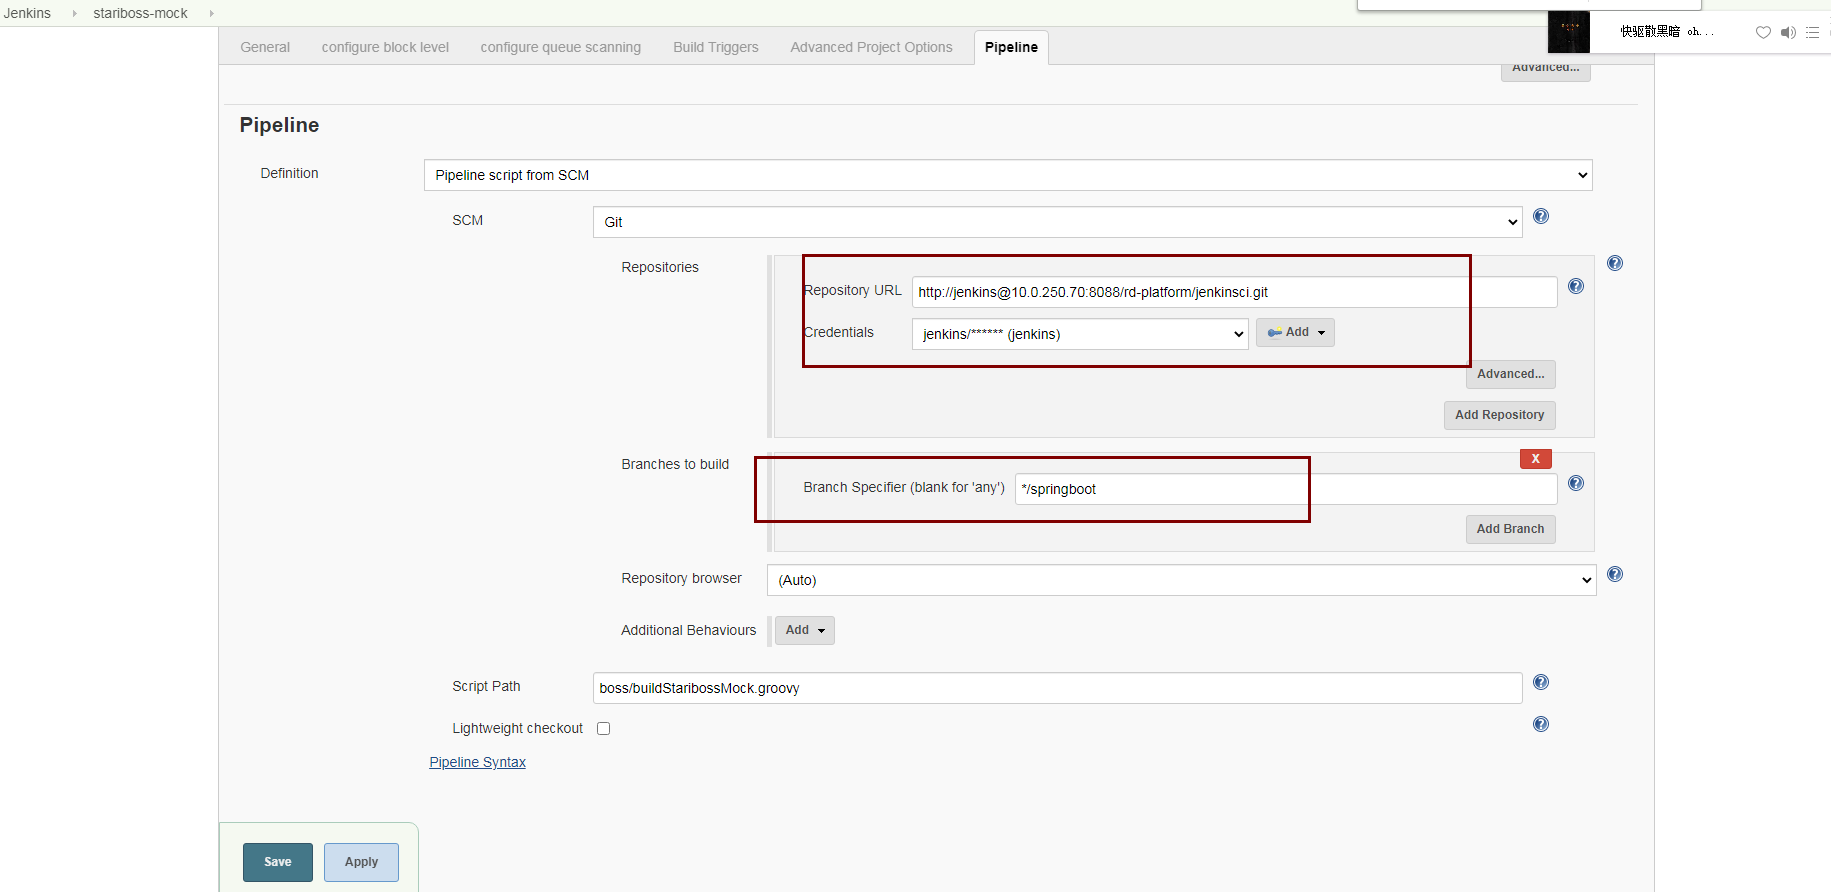 Jenkins stariboss-mock
快驱散黑暗 oh...
General configure block level configure queue scanning Build Triggers Advanced Project Options Pipeline
Advanced...
Pipeline
Definition Pipeline script from SCM
SCM Git
Repositories
Repository URL http://jenkins@10.0.250.70:8088/rd-platform/jenkinsci.git
Credentials jenkins/****** (jenkins) Add
Advanced...
Add Repository
Branches to build
X
Branch Specifier (blank for 'any') */springboot
Add Branch
Repository browser (Auto)
Additional Behaviours Add
Script Path boss/buildStaribossMock.groovy
Lightweight checkout
Pipeline Syntax
Save Apply